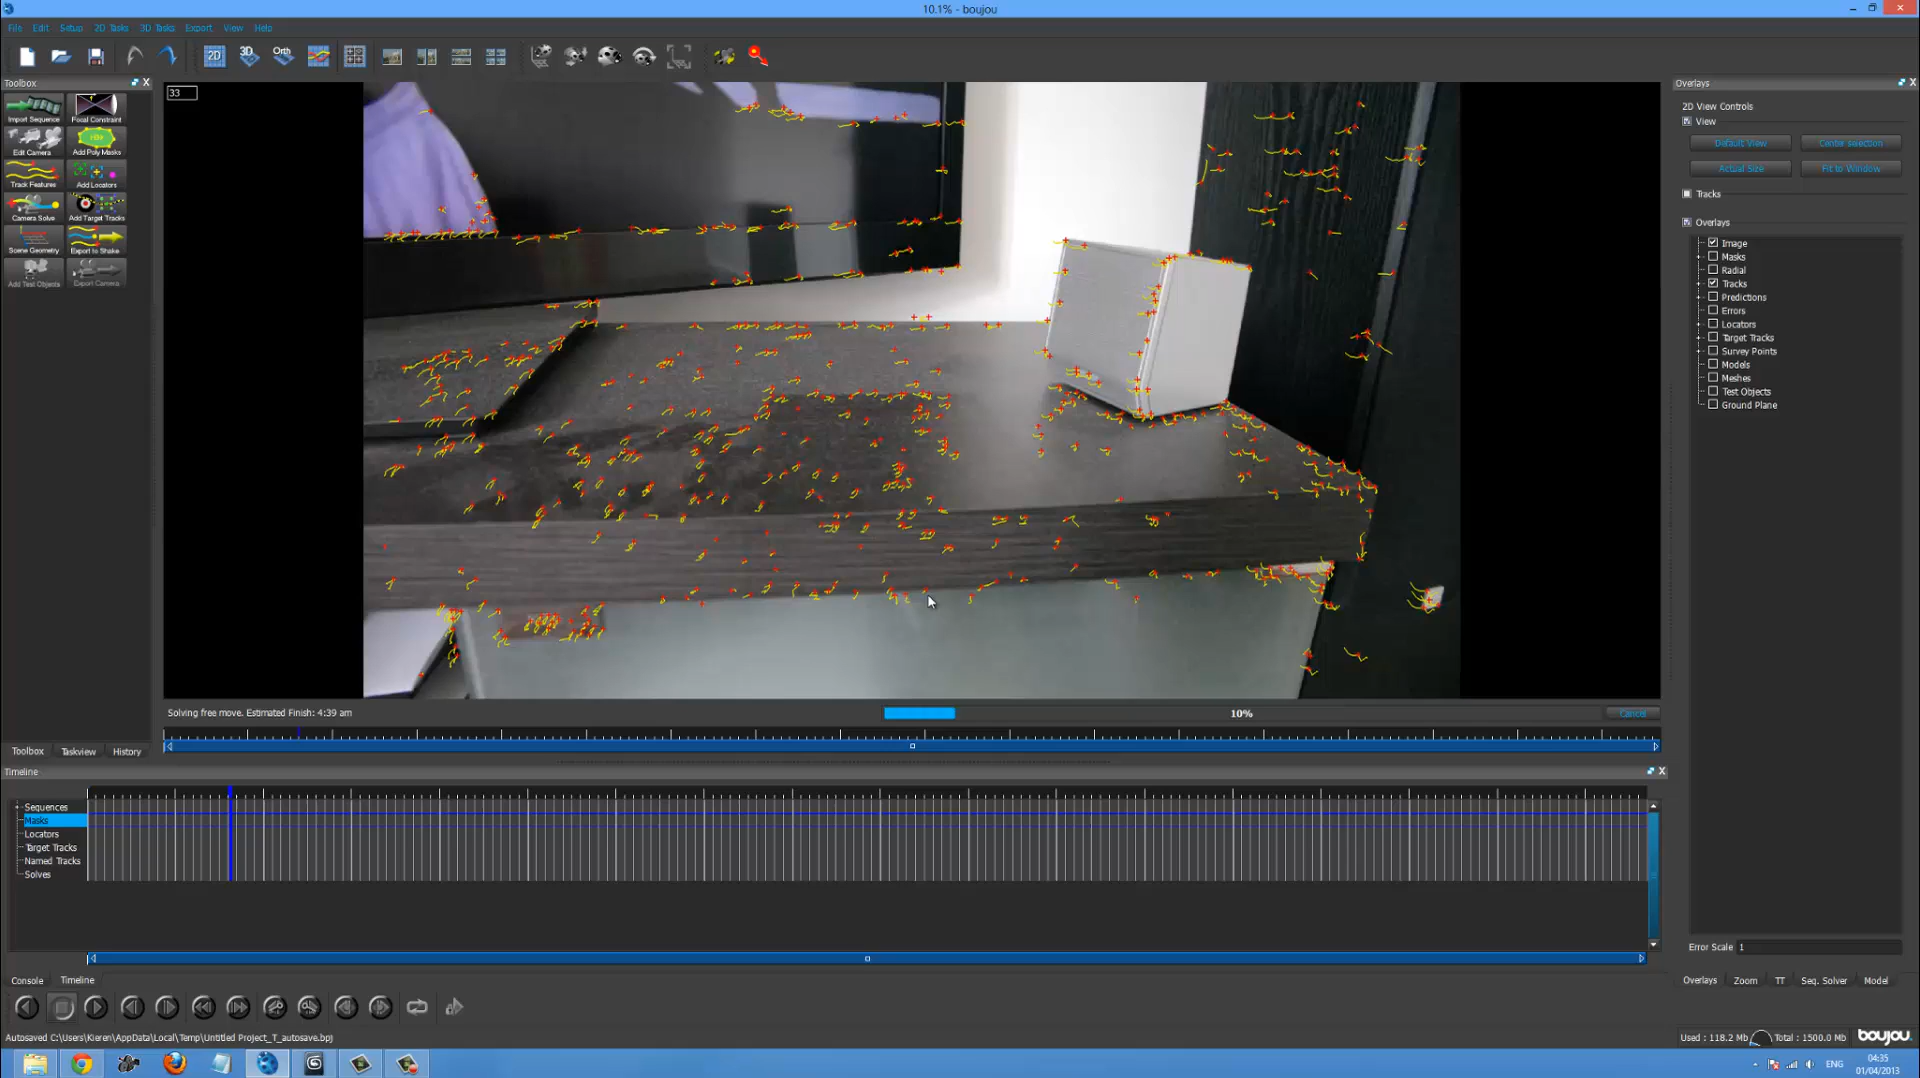 10.1% - boujou
File Edit Setup 2D Tasks 3D Tasks Export View Help
2D 3D Orth
Toolbox
Import Sequence Focal Constraint
Edit Camera Add Poly Masks
Track Features Add Locators
Camera Solve Add Target Tracks
Scene Geometry Export to Shake
Add Test Objects Export Camera
33
Overlays
2D View Controls
View
Default View Center selection
Actual Size Fit to Window
Tracks
Overlays
Image
Masks
Radial
Tracks
Predictions
Errors
Locators
Target Tracks
Survey Points
Models
Meshes
Test Objects
Ground Plane
Solving free move. Estimated Finish: 4:39 am 10% Cancel
Toolbox Taskview History
Timeline
Sequences
Masks
Locators
Target Tracks
Named Tracks
Solves
Error Scale 1
Console Timeline
Overlays Zoom TT Seq. Solver Model
Autosaved C:\Users\Kieren\AppData\Local\Temp\Untitled Project_T_autosave.bpj
Used : 118.2 Mb Total : 1500.0 Mb boujou
ENG
04:35
01/04/2013